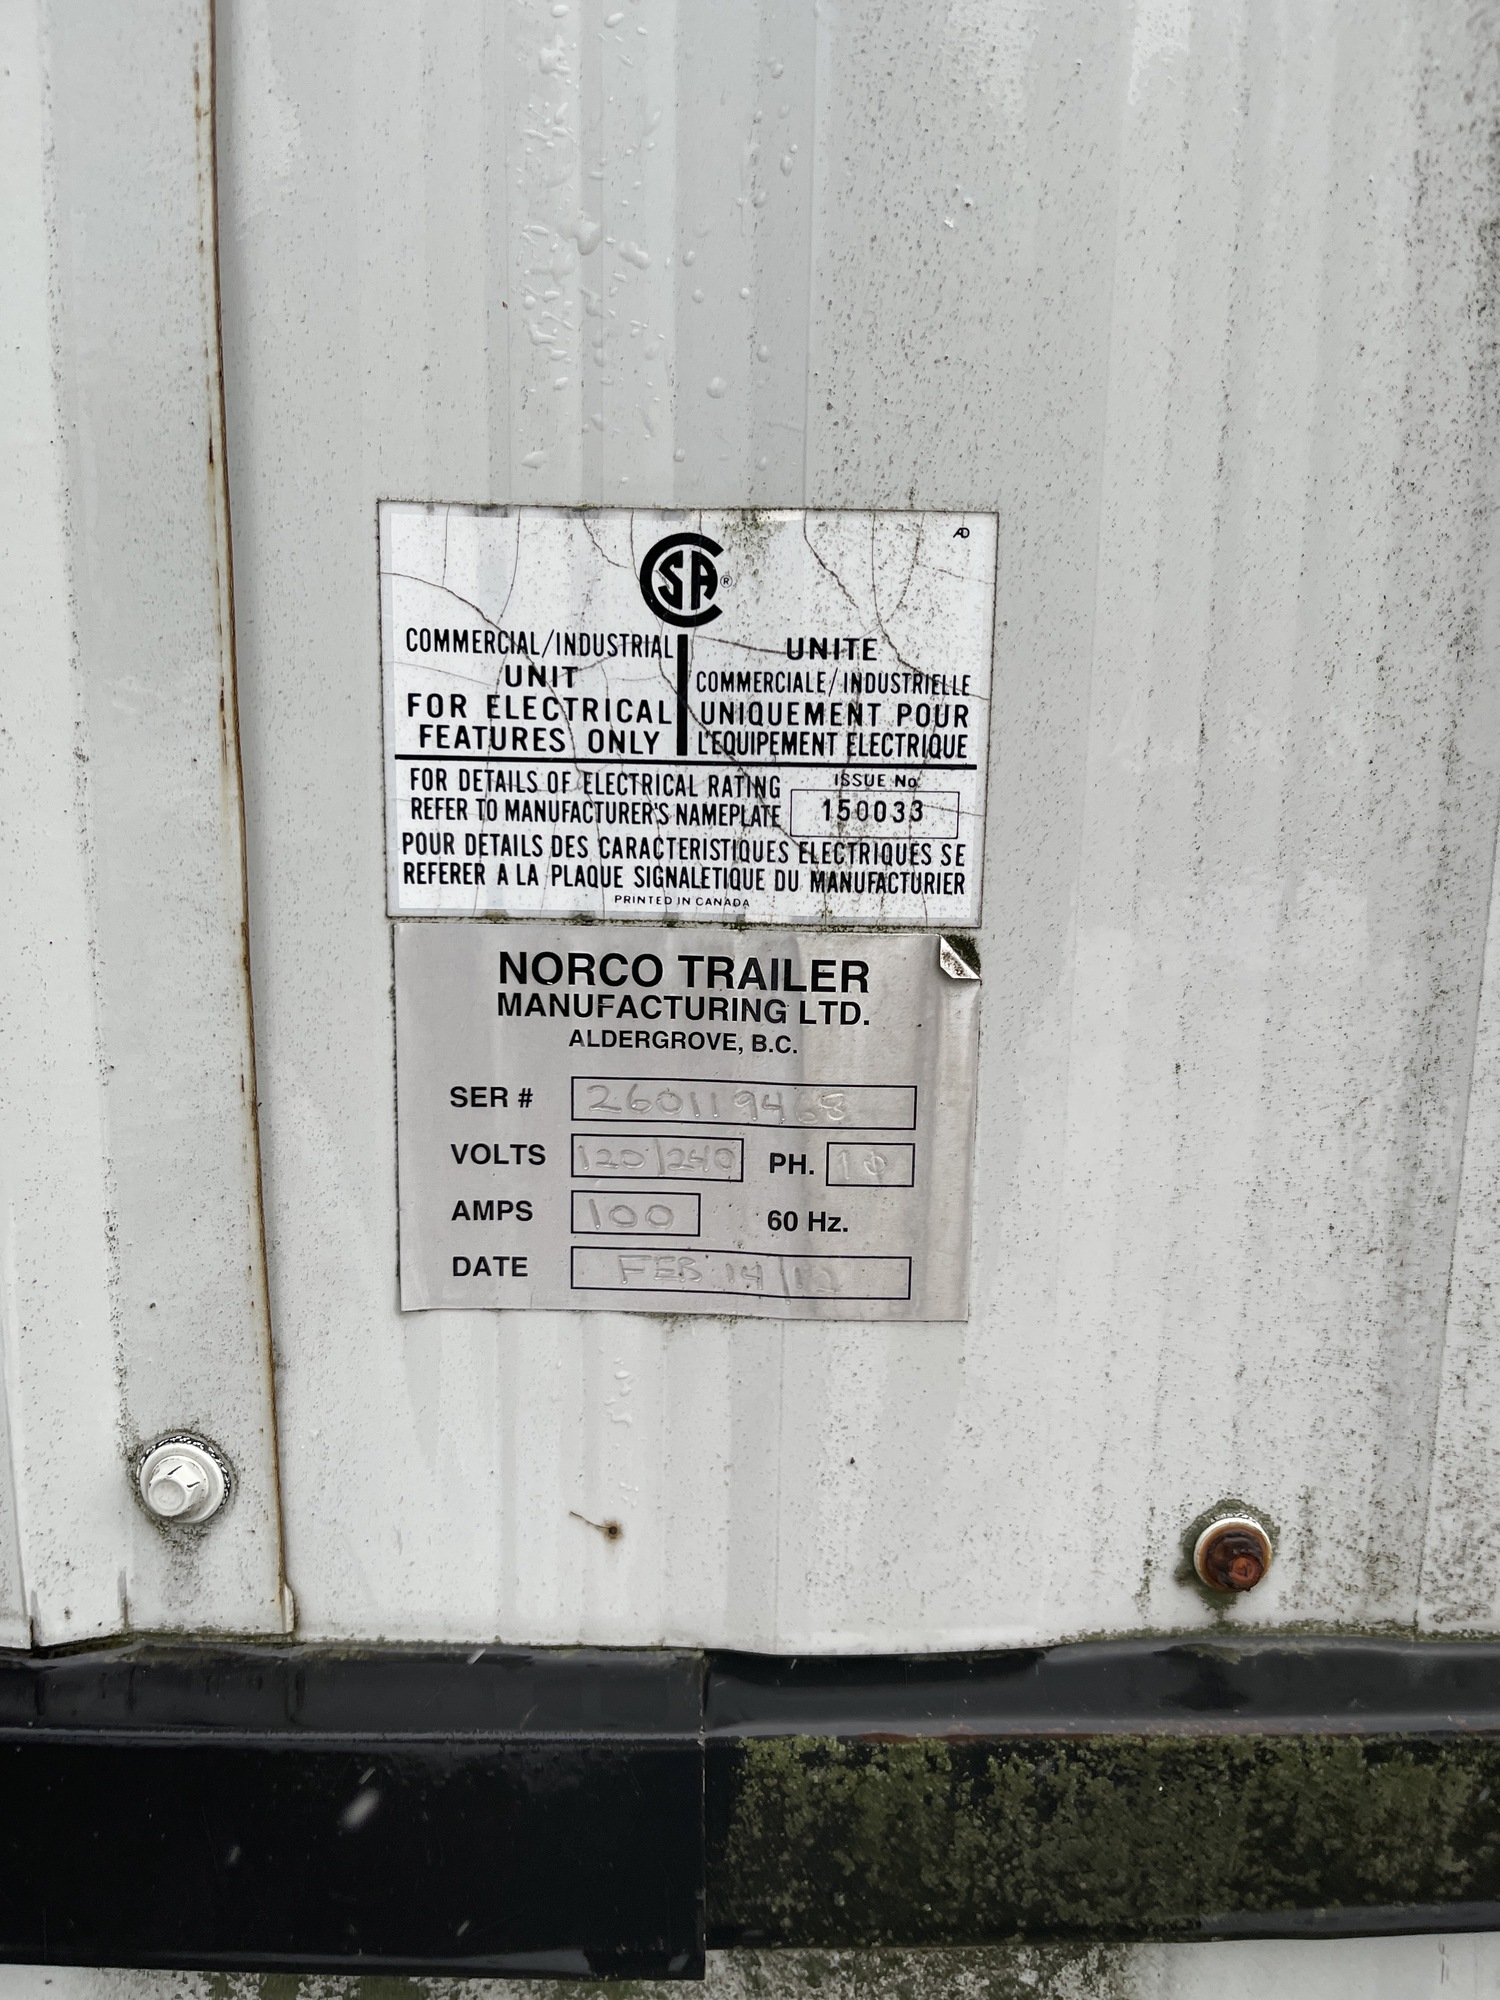 AD
CSA®
COMMERCIAL/INDUSTRIAL
UNIT
FOR ELECTRICAL
FEATURES ONLY
UNITE
COMMERCIALE/INDUSTRIELLE
UNIQUEMENT POUR
L'EQUIPEMENT ELECTRIQUE
FOR DETAILS OF ELECTRICAL RATING
REFER TO MANUFACTURER'S NAMEPLATE
ISSUE No.
150033
POUR DETAILS DES CARACTERISTIQUES ELECTRIQUES SE
REFERER A LA PLAQUE SIGNALETIQUE DU MANUFACTURIER
PRINTED IN CANADA
NORCO TRAILER
MANUFACTURING LTD.
ALDERGROVE, B.C.
SER # 260119468
VOLTS 120/240 PH. 1Φ
AMPS 100 60 Hz.
DATE FEB 14/12